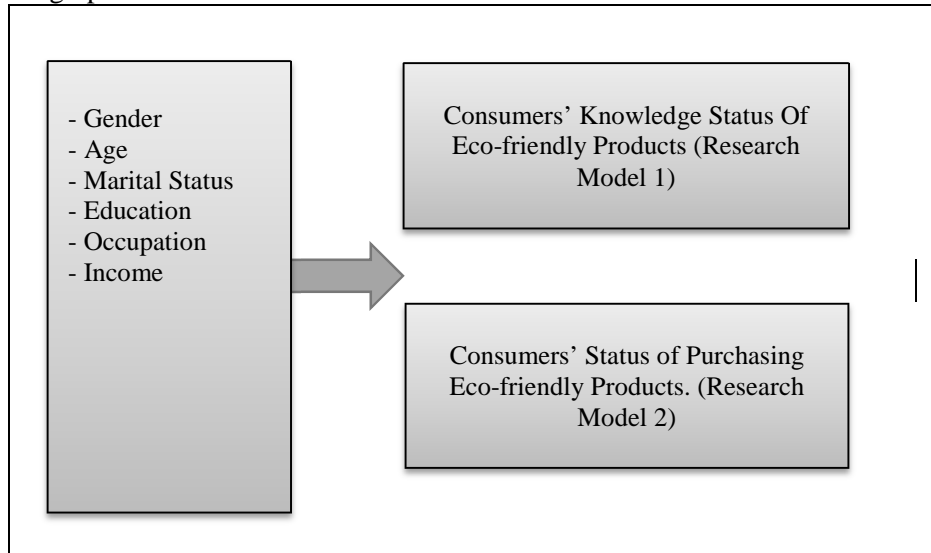 - Gender
- Age
- Marital Status
- Education
- Occupation
- Income
Consumers’ Knowledge Status Of
Eco-friendly Products (Research
Model 1)
Consumers’ Status of Purchasing
Eco-friendly Products. (Research
Model 2)